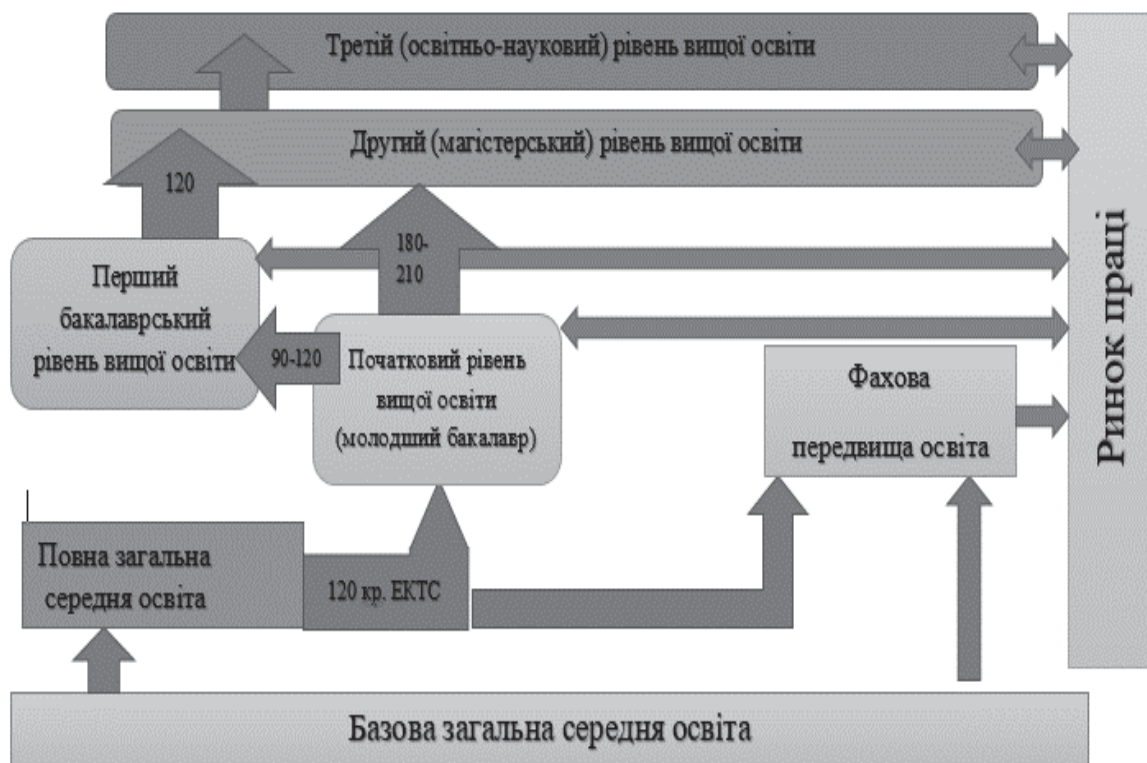 Третій (освітньо-науковий) рівень вищої освіти
Другий (магістерський) рівень вищої освіти
120
180-
210
Перший
бакалаврський
рівень вищої освіти
90-120
Початковий рівень
вищої освіти
(молодший бакалавр)
Фахова
передвища освіта
Ринок праці
Повна загальна
середня освіта
120 кр. ЕКТС
Базова загальна середня освіта